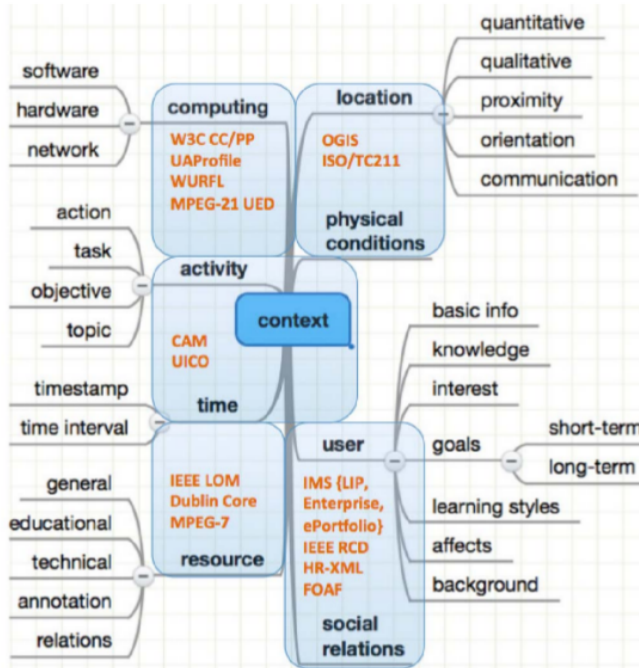 software
hardware
network
computing
W3C CC/PP
UAProfile
WURFL
MPEG-21 UED
location
OGIS
ISO/TC211
physical
conditions
quantitative
qualitative
proximity
orientation
communication
action
task
objective
topic
activity
context
CAM
UICO
timestamp
time interval
time
general
educational
technical
annotation
relations
IEEE LOM
Dublin Core
MPEG-7
resource
user
IMS {LIP,
Enterprise,
ePortfolio}
IEEE RCD
HR-XML
FOAF
social
relations
basic info
knowledge
interest
goals
short-term
long-term
learning styles
affects
background